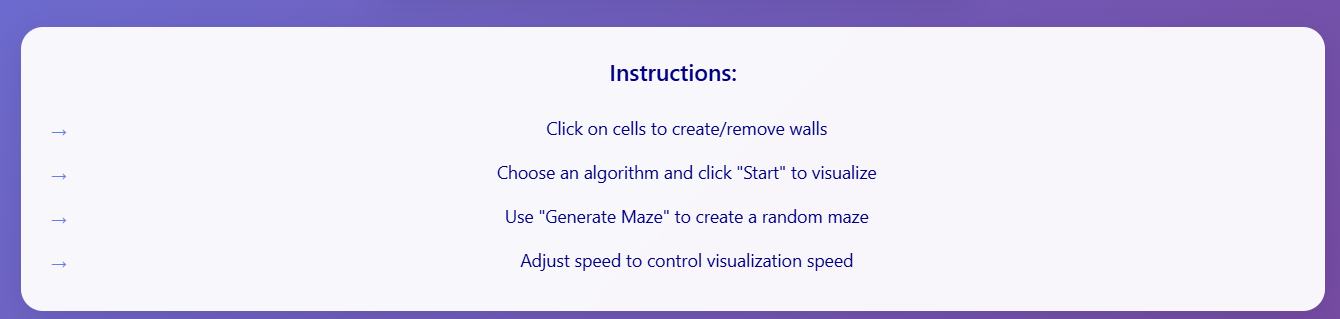 Instructions:
→ Click on cells to create/remove walls
→ Choose an algorithm and click "Start" to visualize
→ Use "Generate Maze" to create a random maze
→ Adjust speed to control visualization speed